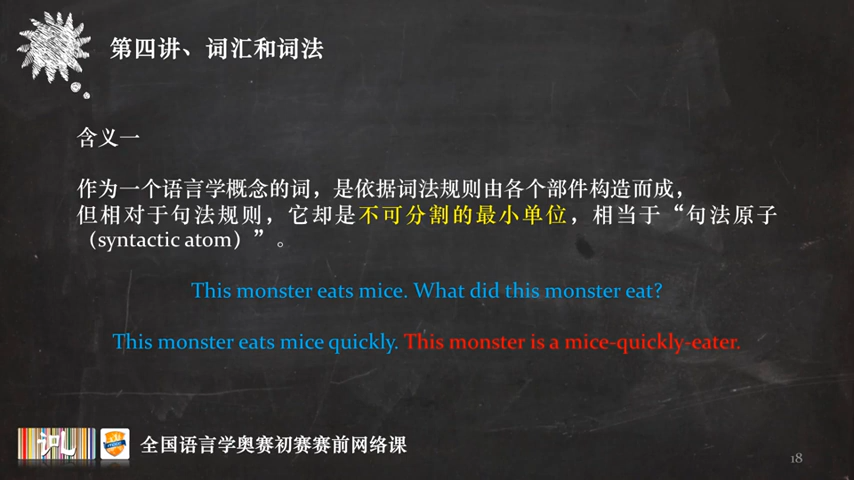 第四讲、词汇和词法
含义一
作为一个语言学概念的词，是依据词法规则由各个部件构造而成，
但相对于句法规则，它却是不可分割的最小单位，相当于“句法原子
（syntactic atom）”。
This monster eats mice. What did this monster eat?
This monster eats mice quickly. This monster is a mice-quickly-eater.
全国语言学奥赛初赛赛前网络课
18